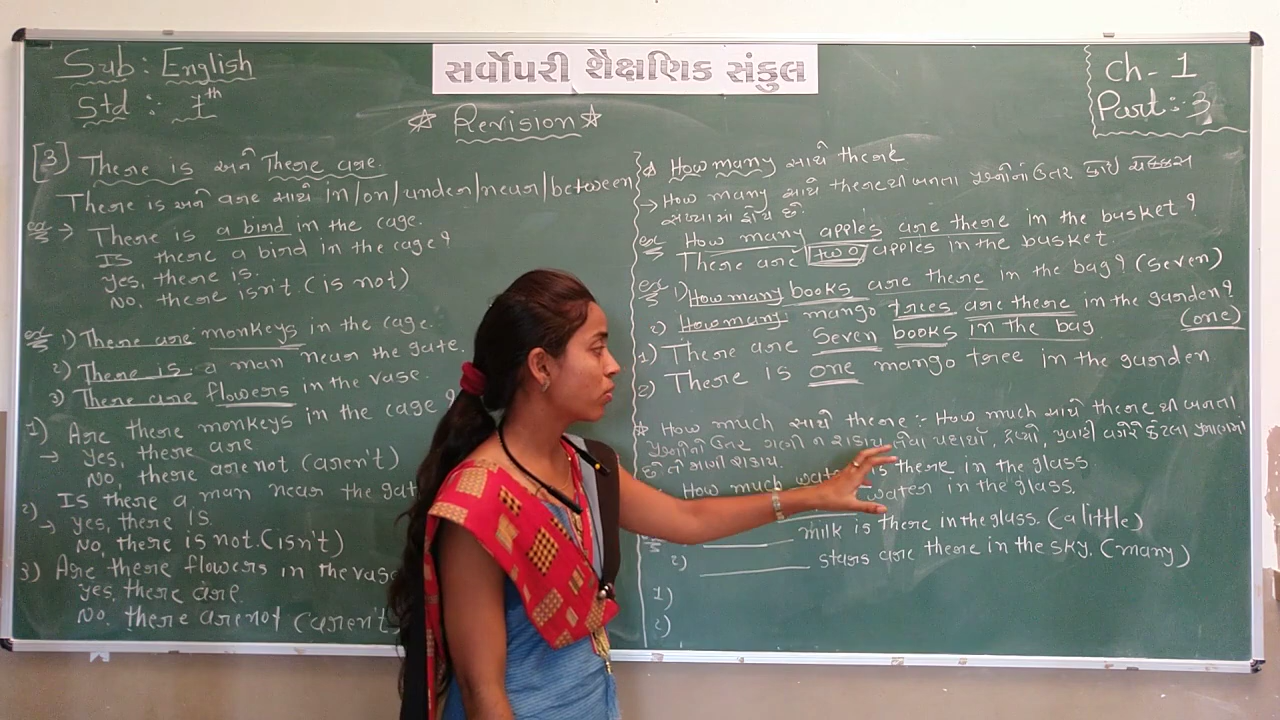 સર્વોપરી શૈક્ષણિક સંકુલ
Sub : English
Std :- 7th
Revision
Ch - 1
Part :- 3
[3] There is અને There are.
There is અને are સાથે in/on/under/near/between
ex → There is a bird in the cage.
Is there a bird in the cage?
Yes, there is.
No, there isn't. (is not)
ex 1) There are monkeys in the cage.
2) There is a man near the gate.
3) There are flowers in the vase.
1) Are there monkeys in the cage?
→ Yes, there are
No, there are not (aren't)
2) Is there a man near the gat
→ Yes, there is.
No, there is not. (isn't)
3) Are there flowers in the vase
Yes, there are.
No, there are not (aren't)
How many સાથે there
→ How many સાથે there થી બનતા પ્રશ્નોનો ઉત્તર કોઈ
સંખ્યામાં હોય છે.
ex How many apples are there in the busket?
There are two apples in the busket.
ex 1) How many books are there in the bag? (Seven)
2) How many mango trees are there in the garden? (one)
1) There are Seven books in the bag
2) There is one mango tree in the garden
How much સાથે there :- How much સાથે there થી બનતા
પ્રશ્નોનો ઉત્તર ગણી ન શકાય
શકાય.
How much wate is there in the glass
water in the glass.
milk is there in the glass. (a little)
2) ______ stars are there in the sky. (many)
1)
2)